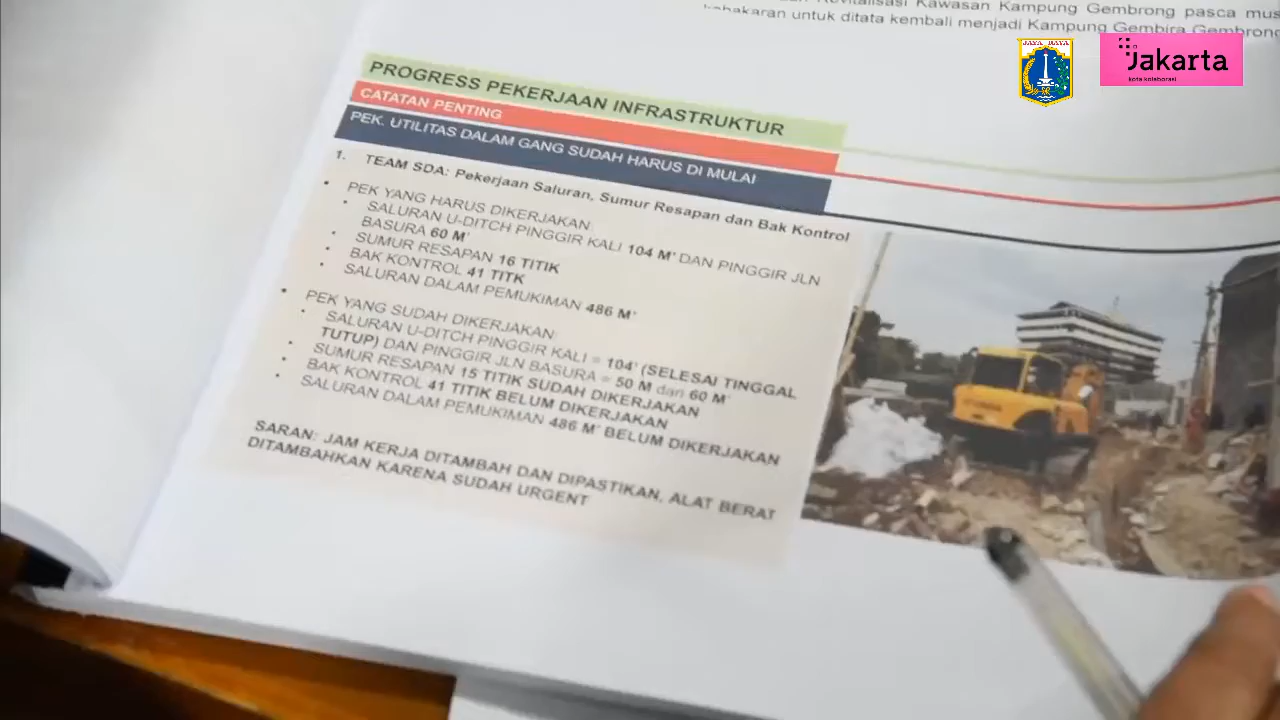 Revitalisasi Kawasan Kampung Gembrong pasca mus
kebakaran untuk ditata kembali menjadi Kampung Gembira Gembrong
JAYA RAYA
Jakarta
kota kolaborasi
PROGRESS PEKERJAAN INFRASTRUKTUR
CATATAN PENTING
PEK. UTILITAS DALAM GANG SUDAH HARUS DI MULAI
1. TEAM SDA: Pekerjaan Saluran, Sumur Resapan dan Bak Kontrol
• PEK YANG HARUS DIKERJAKAN:
• SALURAN U-DITCH PINGGIR KALI 104 M' DAN PINGGIR JLN
BASURA 60 M'
• SUMUR RESAPAN 16 TITIK
• BAK KONTROL 41 TITK
• SALURAN DALAM PEMUKIMAN 486 M'
• PEK YANG SUDAH DIKERJAKAN:
• SALURAN U-DITCH PINGGIR KALI = 104' (SELESAI TINGGAL
TUTUP) DAN PINGGIR JLN BASURA = 50 M dari 60 M'
• SUMUR RESAPAN 15 TITIK SUDAH DIKERJAKAN
• BAK KONTROL 41 TITIK BELUM DIKERJAKAN
• SALURAN DALAM PEMUKIMAN 486 M' BELUM DIKERJAKAN
SARAN: JAM KERJA DITAMBAH DAN DIPASTIKAN, ALAT BERAT
DITAMBAHKAN KARENA SUDAH URGENT